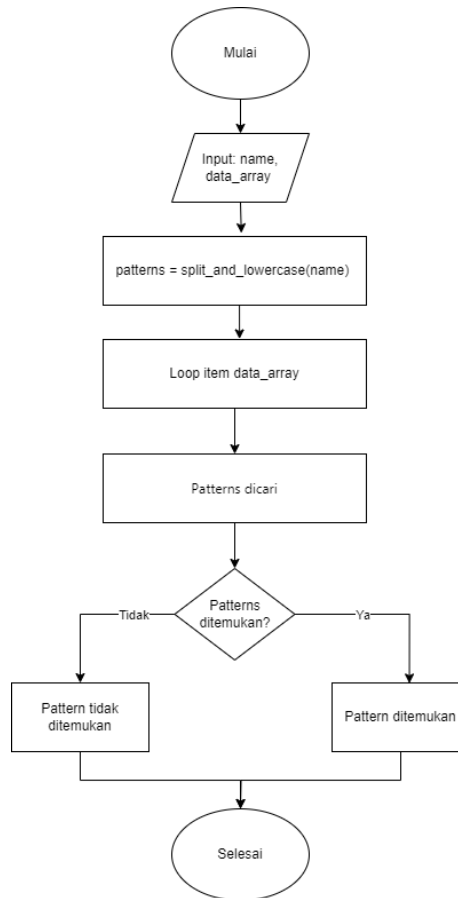 Mulai
Input: name,
data_array
patterns = split_and_lowercase(name)
Loop item data_array
Patterns dicari
Patterns
ditemukan?
Tidak
Ya
Pattern tidak
ditemukan
Pattern ditemukan
Selesai